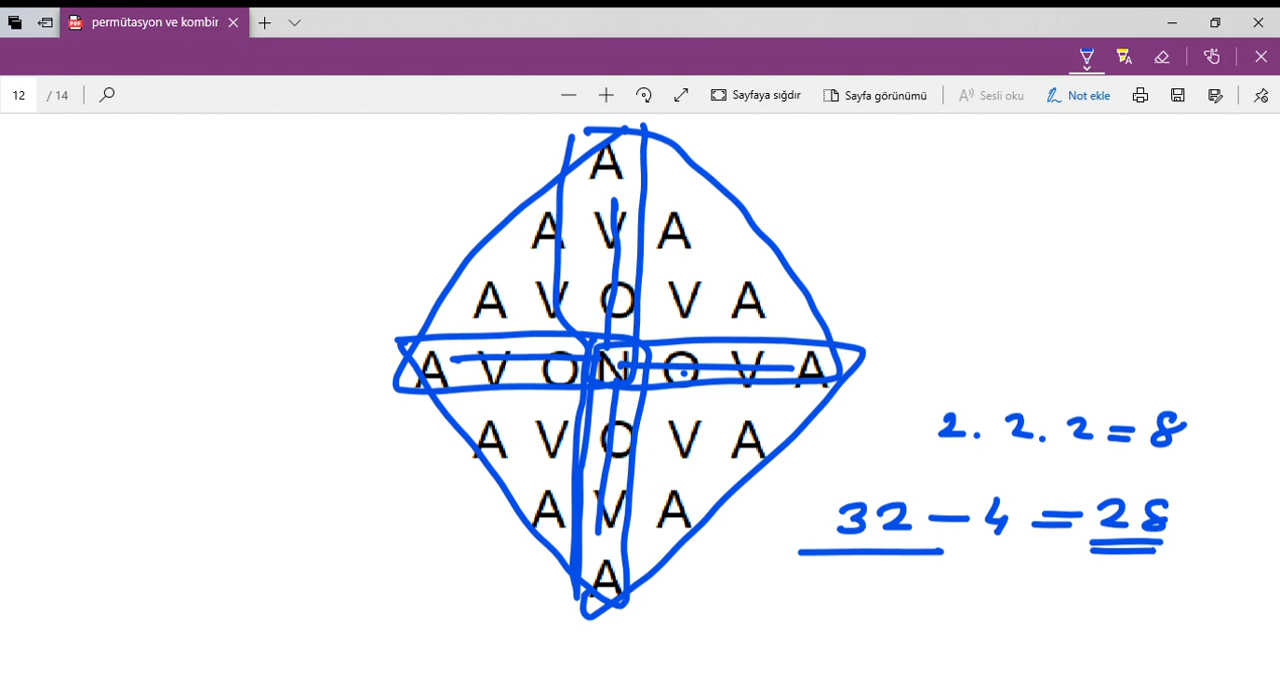 permütasyon ve kombir
12 / 14 Sayfaya sığdır Sayfa görünümü Sesli oku Not ekle
A
A V A
A V O V A
A V O N O V A
A V O V A
A V A
A
2. 2. 2 = 8
32 - 4 = 28